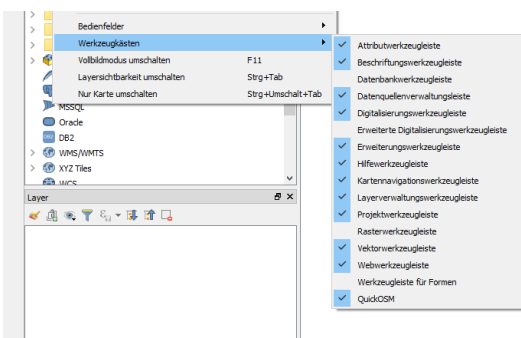 Bedienfelder
Werkzeugkästen
Vollbildmodus umschalten F11
Layersichtbarkeit umschalten Strg+Tab
Nur Karte umschalten Strg+Umschalt+Tab
MSSQL
Oracle
DB2 DB2
WMS/WMTS
XYZ Tiles
WCS
Layer
Attributwerkzeugleiste
Beschriftungswerkzeugleiste
Datenbankwerkzeugleiste
Datenquellenverwaltungsleiste
Digitalisierungswerkzeugleiste
Erweiterte Digitalisierungswerkzeugleiste
Erweiterungswerkzeugleiste
Hilfewerkzeugleiste
Kartennavigationswerkzeugleiste
Layerverwaltungswerkzeugleiste
Projektwerkzeugleiste
Rasterwerkzeugleiste
Vektorwerkzeugleiste
Webwerkzeugleiste
Werkzeugleiste für Formen
QuickOSM